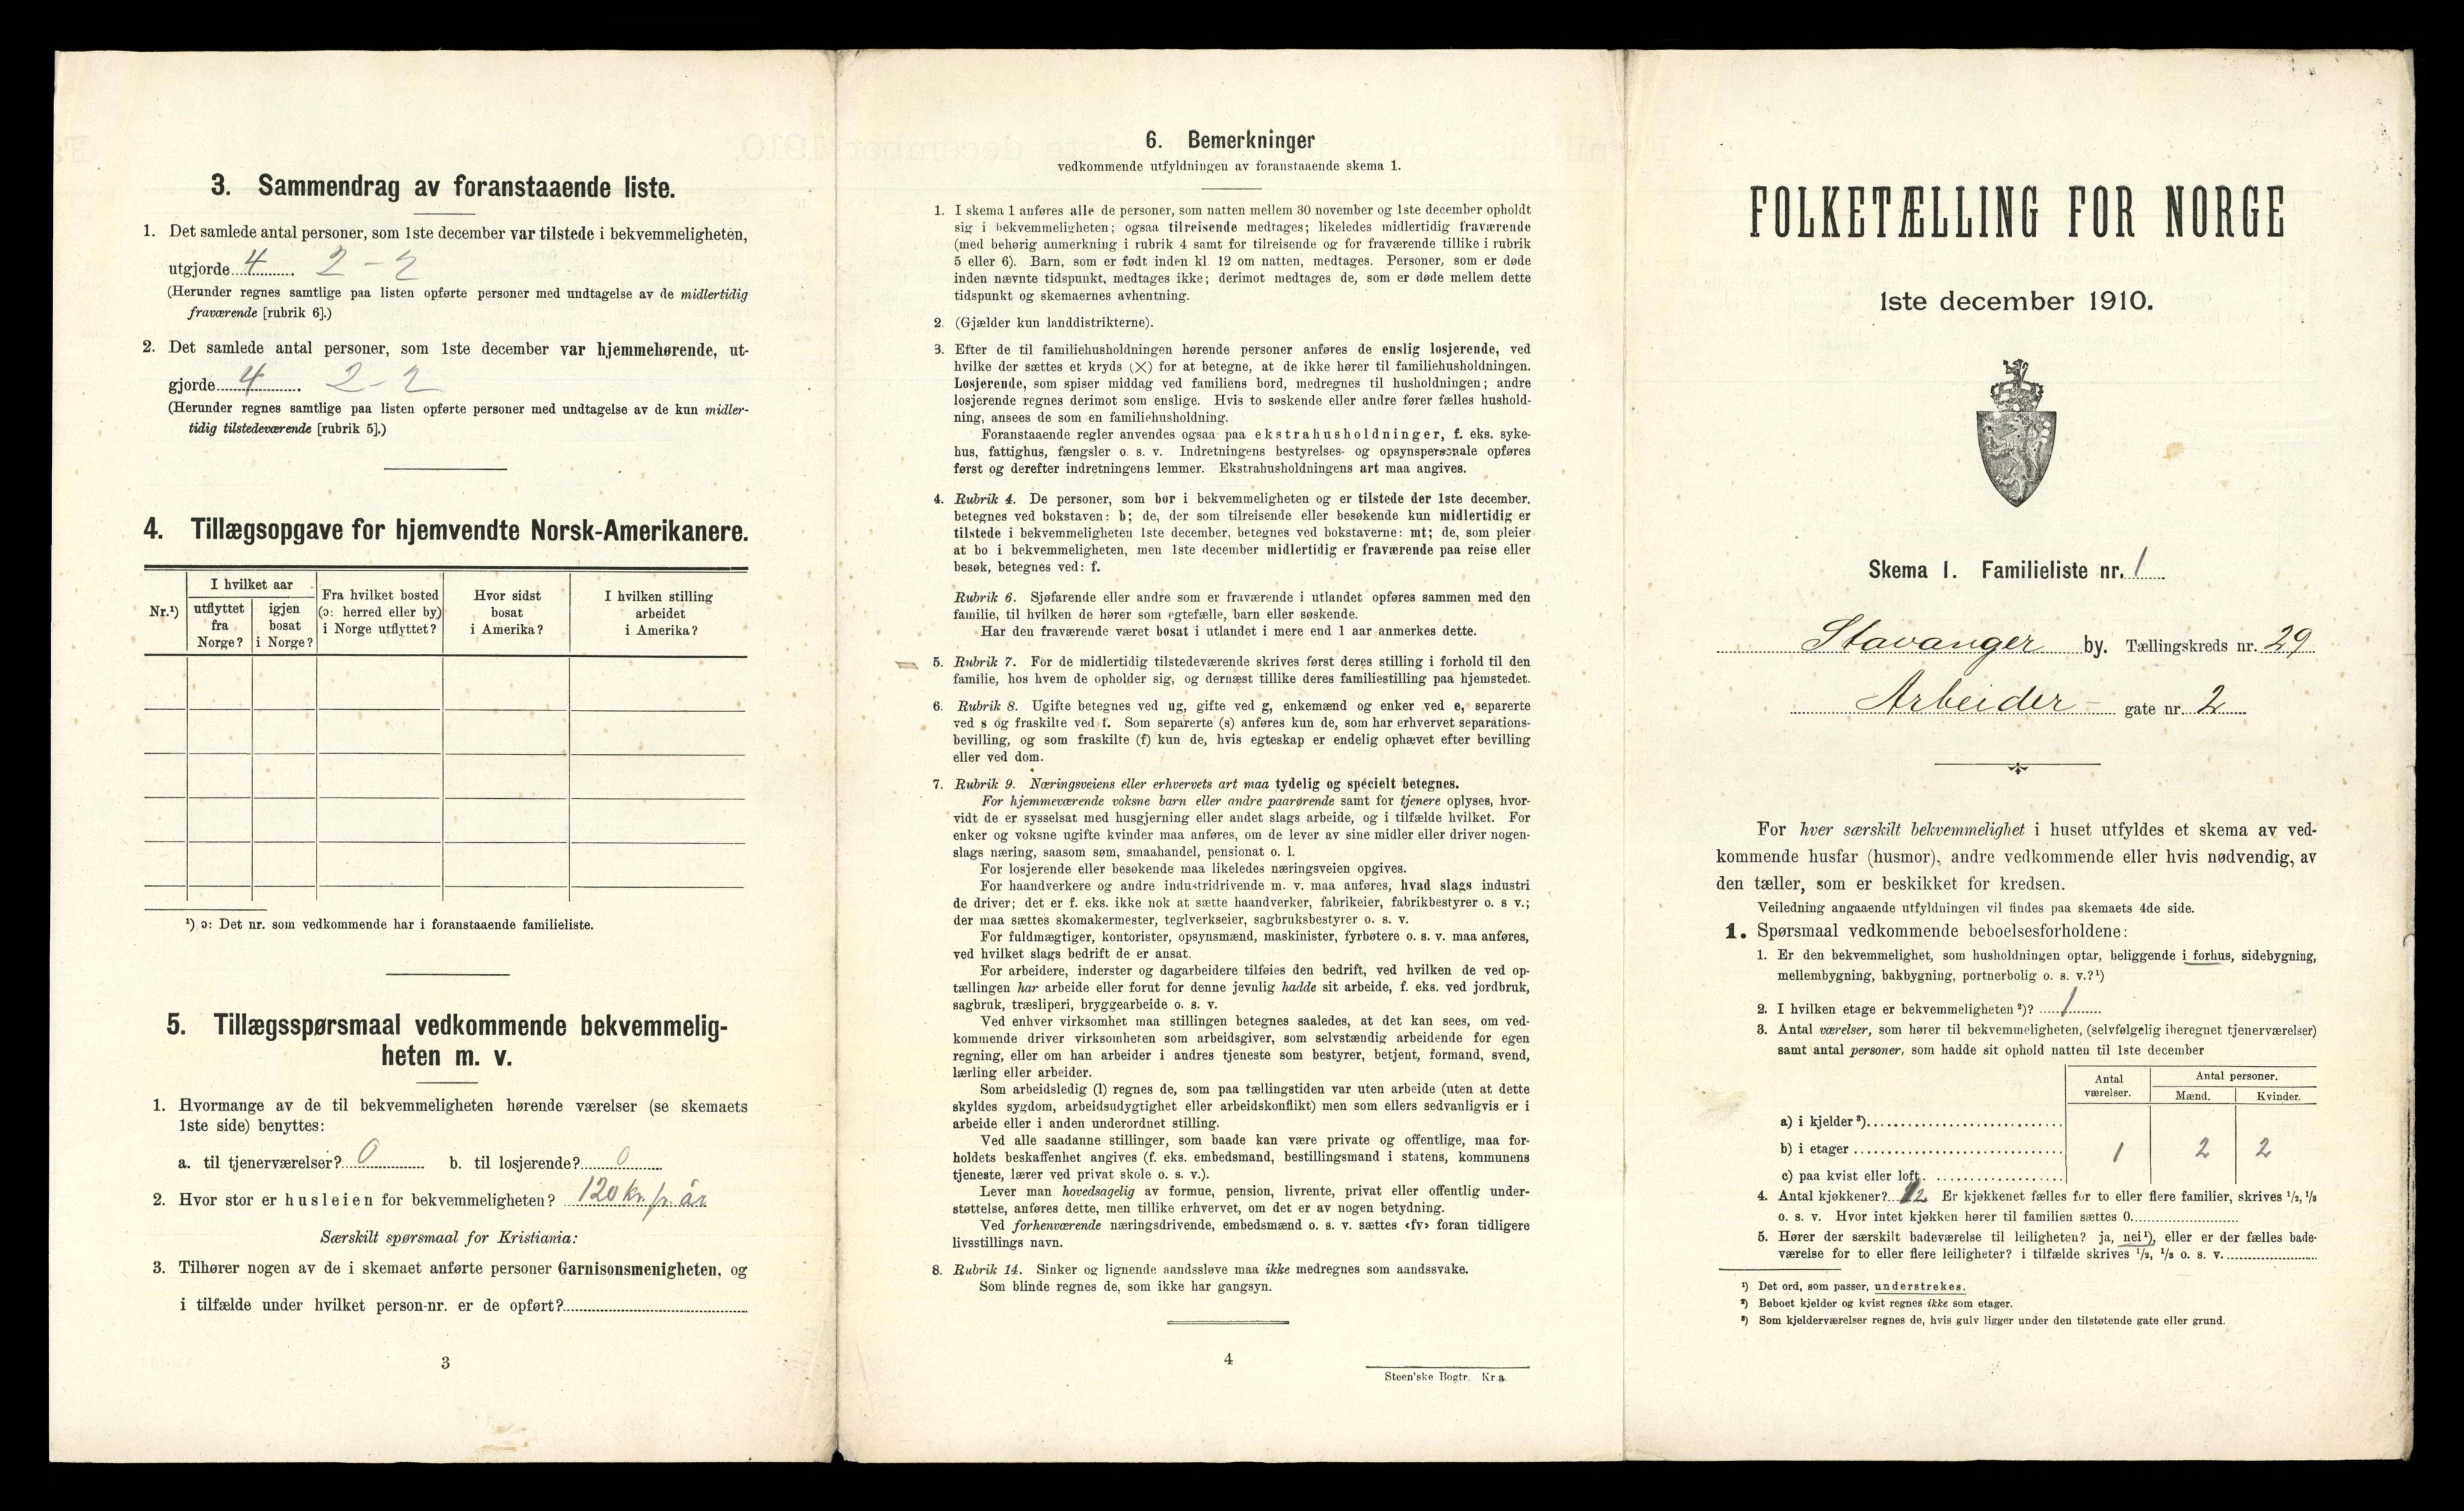 3. Sammendrag av foranstaaende liste.
1. Det samlede antal personer, som 1ste december var tilstede i bekvemmeligheten,
utgjorde 4. 2 - 2
(Herunder regnes samtlige paa listen opførte personer med undtagelse av de midlertidig
fraværende [rubrik 6].)
2. Det samlede antal personer, som 1ste december var hjemmehørende, ut-
gjorde 4. 2 - 2
(Herunder regnes samtlige paa listen opførte personer med undtagelse av de kun midler-
tidig tilstedeværende [rubrik 5].)
4. Tillægsopgave for hjemvendte Norsk-Amerikanere.
Nr.¹)
I hvilket aar
utflyttet fra Norge?
igjen bosat i Norge?
Fra hvilket bosted (ɔ: herred eller by) i Norge utflyttet?
Hvor sidst bosat i Amerika?
I hvilken stilling arbeidet i Amerika?
¹) ɔ: Det nr. som vedkommende har i foranstaaende familieliste.
5. Tillægsspørsmaal vedkommende bekvemmelig-
heten m. v.
1. Hvormange av de til bekvemmeligheten hørende værelser (se skemaets
1ste side) benyttes:
a. til tjenerværelser? 0 b. til losjerende? 0
2. Hvor stor er husleien for bekvemmeligheten? 120 kr. pr. år
Særskilt spørsmaal for Kristiania:
3. Tilhører nogen av de i skemaet anførte personer Garnisonsmenigheten, og
i tilfælde under hvilket person-nr. er de opført?
3
6. Bemerkninger
vedkommende utfyldningen av foranstaaende skema 1.
1. I skema 1 anføres alle de personer, som natten mellem 30 november og 1ste december opholdt
sig i bekvemmeligheten; ogsaa tilreisende medtages; likeledes midlertidig fraværende
(med behørig anmerkning i rubrik 4 samt for tilreisende og for fraværende tillike i rubrik
5 eller 6). Barn, som er født inden kl. 12 om natten, medtages. Personer, som er døde
inden nævnte tidspunkt, medtages ikke; derimot medtages de, som er døde mellem dette
tidspunkt og skemaernes avhentning.
2. (Gjælder kun landdistrikterne).
3. Efter de til familiehusholdningen hørende personer anføres de enslig losjerende, ved
hvilke der sættes et kryds (×) for at betegne, at de ikke hører til familiehusholdningen.
Losjerende, som spiser middag ved familiens bord, medregnes til husholdningen; andre
losjerende regnes derimot som enslige. Hvis to søskende eller andre fører fælles hushold-
ning, ansees de som en familiehusholdning.
Foranstaaende regler anvendes ogsaa paa ekstrahusholdninger, f. eks. syke-
hus, fattighus, fængsler o. s. v. Indretningens bestyrelses- og opsynspersonale opføres
først og derefter indretningens lemmer. Ekstrahusholdningens art maa angives.
4. Rubrik 4. De personer, som bor i bekvemmeligheten og er tilstede der 1ste december,
betegnes ved bokstaven: b; de, der som tilreisende eller besøkende kun midlertidig er
tilstede i bekvemmeligheten 1ste december, betegnes ved bokstaverne: mt; de, som pleier
at bo i bekvemmeligheten, men 1ste december midlertidig er fraværende paa reise eller
besøk, betegnes ved: f.
Rubrik 6. Sjøfarende eller andre som er fraværende i utlandet opføres sammen med den
familie, til hvilken de hører som egtefælle, barn eller søskende.
Har den fraværende været bosat i utlandet i mere end 1 aar anmerkes dette.
5. Rubrik 7. For de midlertidig tilstedeværende skrives først deres stilling i forhold til den
familie, hos hvem de opholder sig, og dernæst tillike deres familiestilling paa hjemstedet.
6. Rubrik 8. Ugifte betegnes ved ug, gifte ved g, enkemænd og enker ved e, separerte
ved s og fraskilte ved f. Som separerte (s) anføres kun de, som har erhvervet separations-
bevilling, og som fraskilte (f) kun de, hvis egteskap er endelig ophævet efter bevilling
eller ved dom.
7. Rubrik 9. Næringsveiens eller erhvervets art maa tydelig og specielt betegnes.
For hjemmeværende voksne barn eller andre paarørende samt for tjenere oplyses, hvor-
vidt de er sysselsat med husgjerning eller andet slags arbeide, og i tilfælde hvilket. For
enker og voksne ugifte kvinder maa anføres, om de lever av sine midler eller driver nogen-
slags næring, saasom søm, smaahandel, pensionat o. l.
For losjerende eller besøkende maa likeledes næringsveien opgives.
For haandverkere og andre industridrivende m. v. maa anføres, hvad slags industri
de driver; det er f. eks. ikke nok at sætte haandverker, fabrikeier, fabrikbestyrer o. s v.;
der maa sættes skomakermester, teglverkseier, sagbruksbestyrer o. s. v.
For fuldmægtiger, kontorister, opsynsmænd, maskinister, fyrbøtere o. s. v. maa anføres,
ved hvilket slags bedrift de er ansat.
For arbeidere, inderster og dagarbeidere tilføies den bedrift, ved hvilken de ved op-
tællingen har arbeide eller forut for denne jevnlig hadde sit arbeide, f. eks. ved jordbruk,
sagbruk, træsliperi, bryggearbeide o. s. v.
Ved enhver virksomhet maa stillingen betegnes saaledes, at det kan sees, om ved-
kommende driver virksomheten som arbeidsgiver, som selvstændig arbeidende for egen
regning, eller om han arbeider i andres tjeneste som bestyrer, betjent, formand, svend,
lærling eller arbeider.
Som arbeidsledig (l) regnes de, som paa tællingstiden var uten arbeide (uten at dette
skyldes sygdom, arbeidsudygtighet eller arbeidskonflikt) men som ellers sedvanligvis er i
arbeide eller i anden underordnet stilling.
Ved alle saadanne stillinger, som baade kan være private og offentlige, maa for-
holdets beskaffenhet angives (f. eks. embedsmand, bestillingsmand i statens, kommunens
tjeneste, lærer ved privat skole o. s. v.).
Lever man hovedsagelig av formue, pension, livrente, privat eller offentlig under-
støttelse, anføres dette, men tillike erhvervet, om det er av nogen betydning.
Ved forhenværende næringsdrivende, embedsmænd o. s. v. sættes «fv» foran tidligere
livsstillings navn.
8. Rubrik 14. Sinker og lignende aandssløve maa ikke medregnes som aandssvake.
Som blinde regnes de, som ikke har gangsyn.
4
Steen'ske Bogtr. Kr.a.
FOLKETÆLLING FOR NORGE
1ste december 1910.
Skema 1. Familieliste nr. 1
Stavanger by. Tællingskreds nr. 29
Arbeider- gate nr. 2
For hver særskilt bekvemmelighet i huset utfyldes et skema av ved-
kommende husfar (husmor), andre vedkommende eller hvis nødvendig, av
den tæller, som er beskikket for kredsen.
Veiledning angaaende utfyldningen vil findes paa skemaets 4de side.
1. Spørsmaal vedkommende beboelsesforholdene:
1. Er den bekvemmelighet, som husholdningen optar, beliggende i forhus, sidebygning,
mellembygning, bakbygning, portnerbolig o. s. v.?¹)
2. I hvilken etage er bekvemmeligheten²)? 1
3. Antal værelser, som hører til bekvemmeligheten, (selvfølgelig iberegnet tjenerværelser)
samt antal personer, som hadde sit ophold natten til 1ste december
Antal værelser. Antal personer.
Mænd. Kvinder.
a) i kjelder³)
b) i etager 1 2 2
c) paa kvist eller loft
4. Antal kjøkkener? 1/2 Er kjøkkenet fælles for to eller flere familier, skrives ¹/₂, ¹/₃
o. s. v. Hvor intet kjøkken hører til familien sættes 0.
5. Hører der særskilt badeværelse til leiligheten? ja, nei¹), eller er der fælles bade-
værelse for to eller flere leiligheter? i tilfælde skrives ¹/₂, ¹/₃ o. s. v.
¹) Det ord, som passer, understrekes.
²) Beboet kjelder og kvist regnes ikke som etager.
³) Som kjelderværelser regnes de, hvis gulv ligger under den tilstøtende gate eller grund.